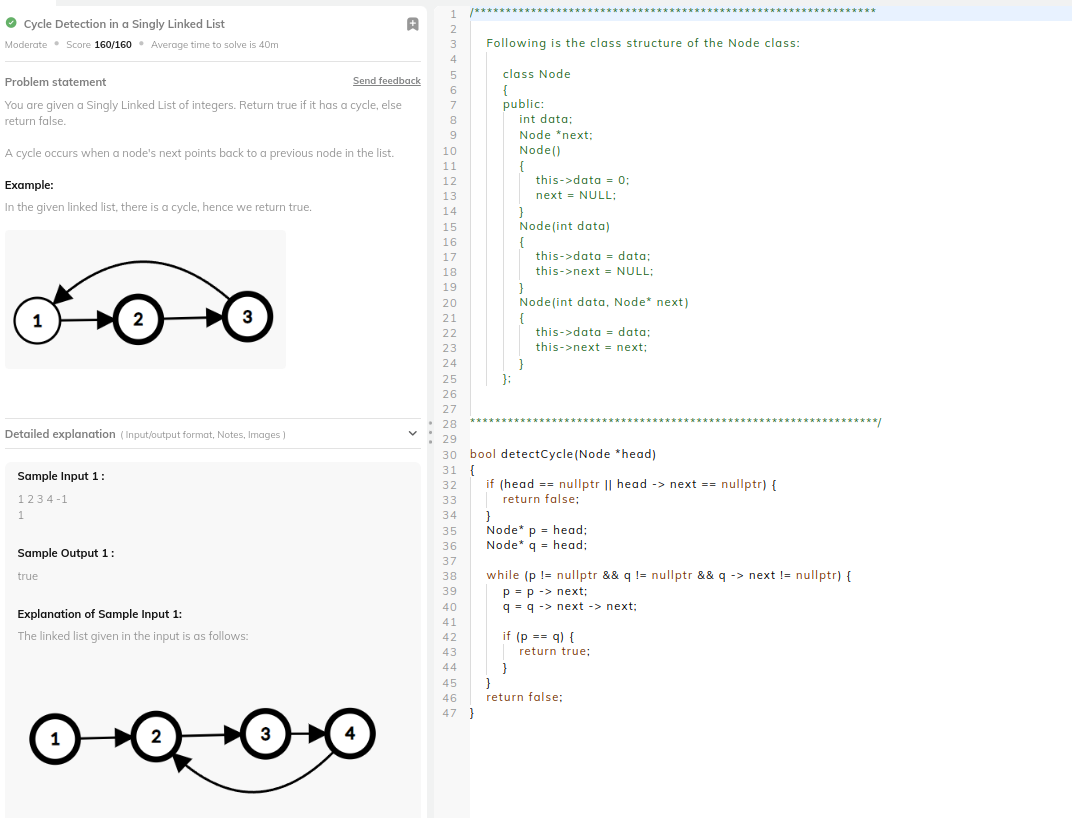 Cycle Detection in a Singly Linked List
Moderate • Score 160/160 • Average time to solve is 40m
Problem statement
Send feedback
You are given a Singly Linked List of integers. Return true if it has a cycle, else
return false.
A cycle occurs when a node's next points back to a previous node in the list.
Example:
In the given linked list, there is a cycle, hence we return true.
1
2
3
Detailed explanation ( Input/output format, Notes, Images )
Sample Input 1 :
1 2 3 4 -1
1
Sample Output 1 :
true
Explanation of Sample Input 1:
The linked list given in the input is as follows:
1
2
3
4
1 /****************************************************************
2
3 Following is the class structure of the Node class:
4
5 class Node
6 {
7 public:
8 int data;
9 Node *next;
10 Node()
11 {
12 this->data = 0;
13 next = NULL;
14 }
15 Node(int data)
16 {
17 this->data = data;
18 this->next = NULL;
19 }
20 Node(int data, Node* next)
21 {
22 this->data = data;
23 this->next = next;
24 }
25 };
26
27
28 *****************************************************************/
29
30 bool detectCycle(Node *head)
31 {
32 if (head == nullptr || head -> next == nullptr) {
33 return false;
34 }
35 Node* p = head;
36 Node* q = head;
37
38 while (p != nullptr && q != nullptr && q -> next != nullptr) {
39 p = p -> next;
40 q = q -> next -> next;
41
42 if (p == q) {
43 return true;
44 }
45 }
46 return false;
47 }